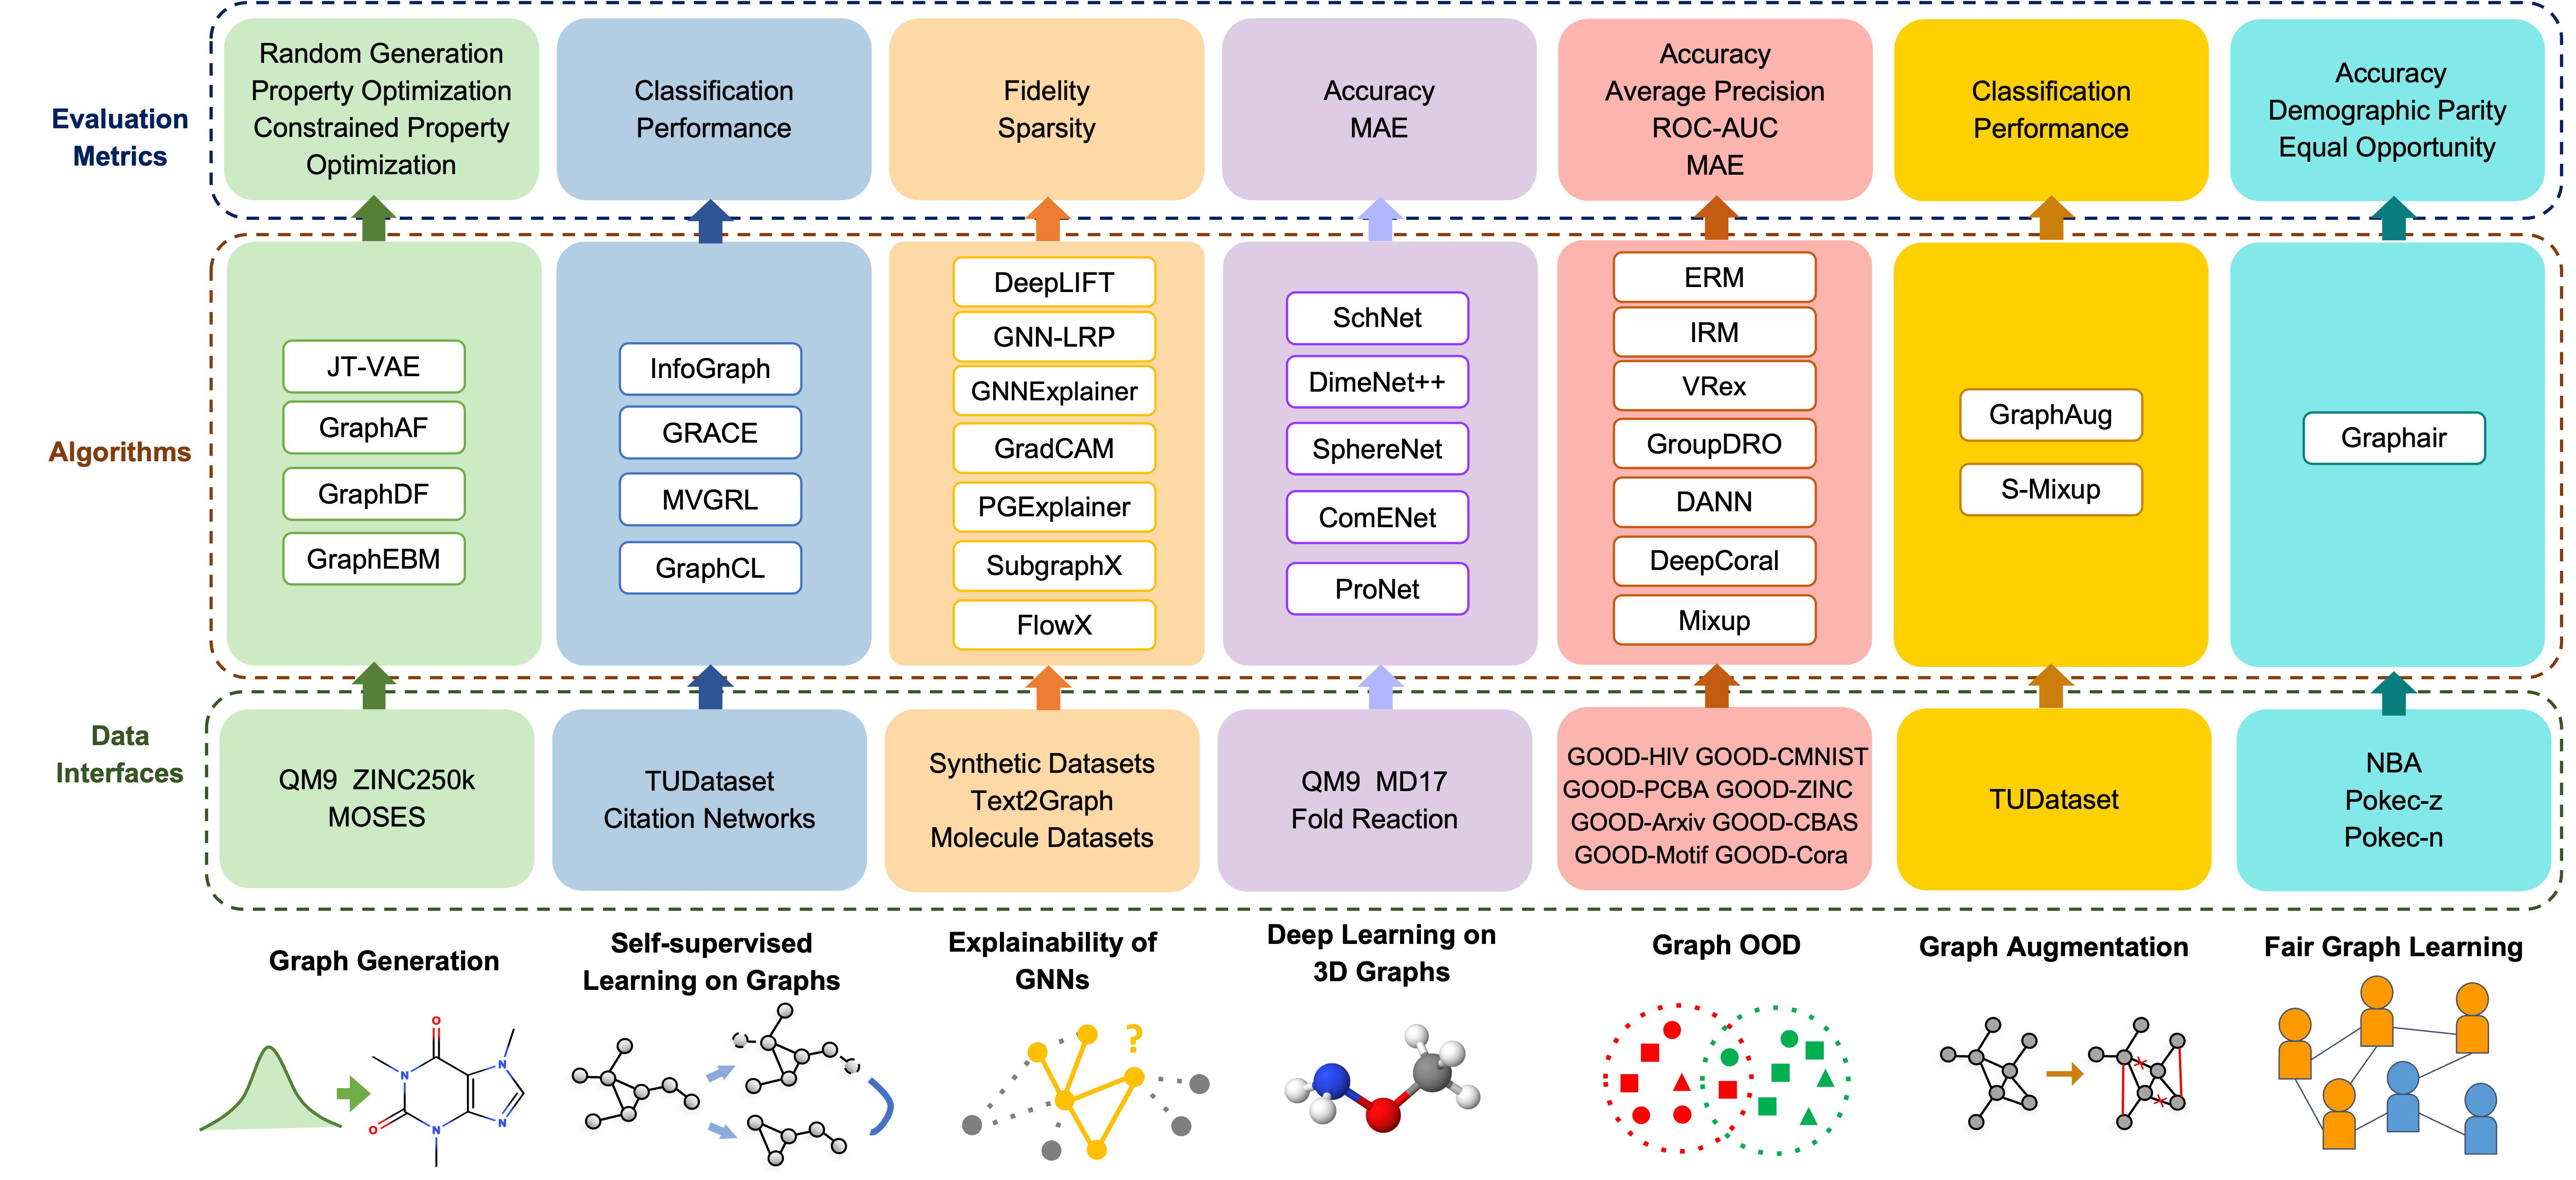 Evaluation
Metrics
Random Generation
Property Optimization
Constrained Property
Optimization
Classification
Performance
Fidelity
Sparsity
Accuracy
MAE
Accuracy
Average Precision
ROC-AUC
MAE
Classification
Performance
Accuracy
Demographic Parity
Equal Opportunity
Algorithms
JT-VAE
GraphAF
GraphDF
GraphEBM
InfoGraph
GRACE
MVGRL
GraphCL
DeepLIFT
GNN-LRP
GNNExplainer
GradCAM
PGExplainer
SubgraphX
FlowX
SchNet
DimeNet++
SphereNet
ComENet
ProNet
ERM
IRM
VRex
GroupDRO
DANN
DeepCoral
Mixup
GraphAug
S-Mixup
Graphair
Data
Interfaces
QM9 ZINC250k
MOSES
TUDataset
Citation Networks
Synthetic Datasets
Text2Graph
Molecule Datasets
QM9 MD17
Fold Reaction
GOOD-HIV GOOD-CMNIST
GOOD-PCBA GOOD-ZINC
GOOD-Arxiv GOOD-CBAS
GOOD-Motif GOOD-Cora
TUDataset
NBA
Pokec-z
Pokec-n
Graph Generation
Self-supervised
Learning on Graphs
Explainability of
GNNs
Deep Learning on
3D Graphs
Graph OOD
Graph Augmentation
Fair Graph Learning
O
N
N
O
N
N
?